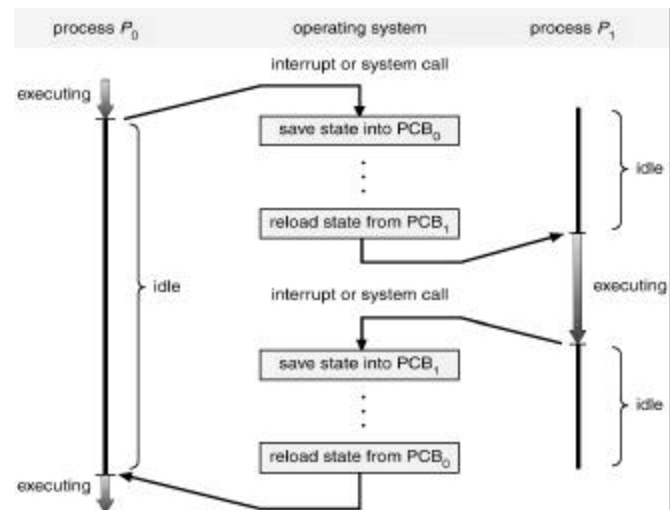 process P₀
operating system
process P₁
interrupt or system call
executing
save state into PCB₀
idle
reload state from PCB₁
idle
executing
interrupt or system call
save state into PCB₁
idle
reload state from PCB₀
executing